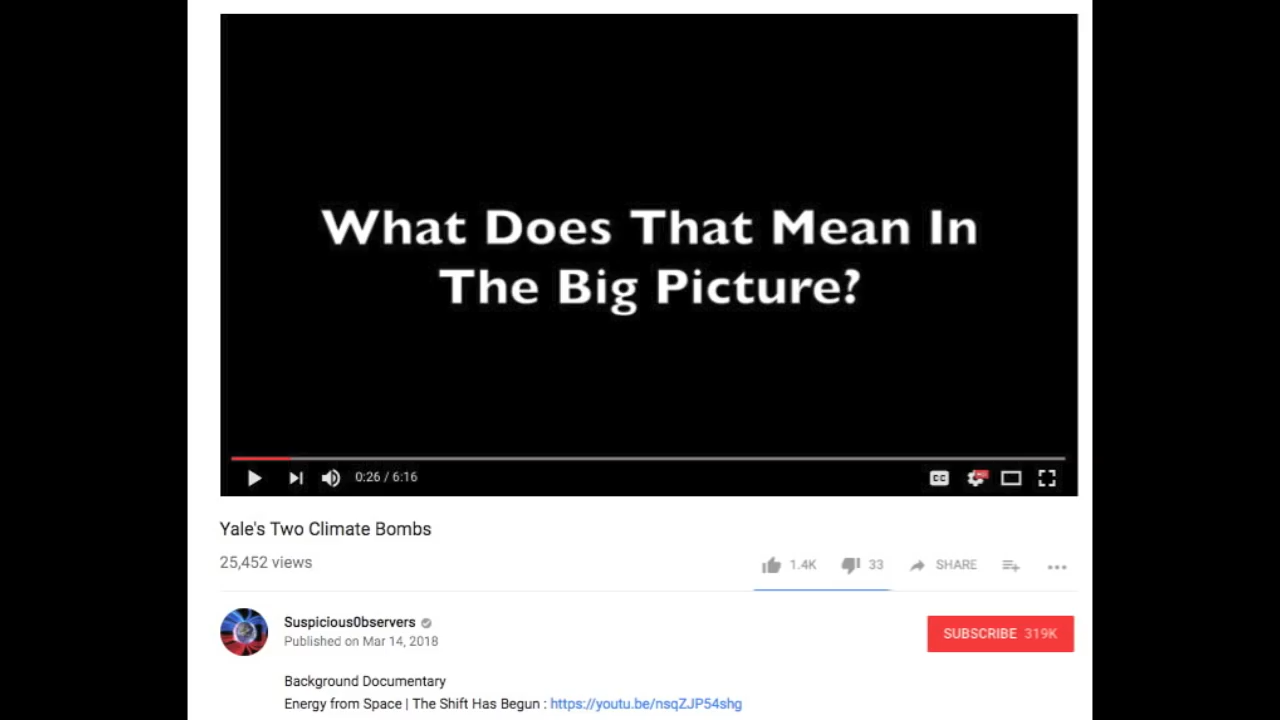 What Does That Mean In
The Big Picture?
0:26 / 6:16
CC
Yale's Two Climate Bombs
25,452 views
1.4K 33 SHARE
Suspicious0bservers
Published on Mar 14, 2018
SUBSCRIBE 319K
Background Documentary
Energy from Space | The Shift Has Begun : https://youtu.be/nsqZJP54shg